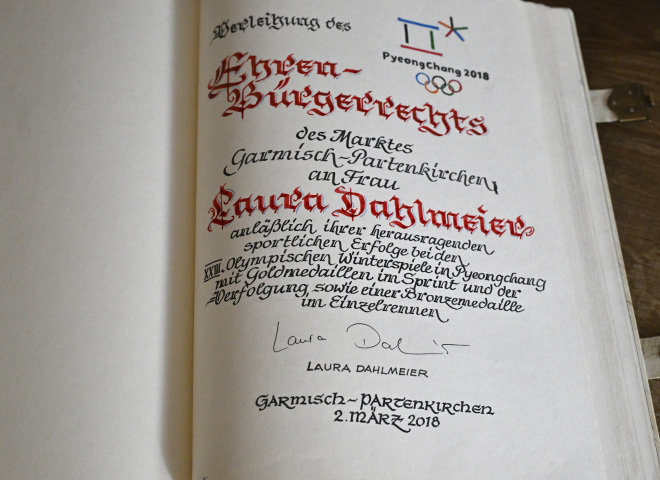 Verleihung des
PyeongChang 2018
Ehren-
Bürgerrechts
des Marktes
Garmisch-Partenkirchen
an Frau
Laura Dahlmeier
anläßlich ihrer herausragenden
sportlichen Erfolge bei den
XXIII. Olympischen Winterspiele in Pyeongchang
mit Goldmedaillen im Sprint und der
Verfolgung sowie einer Bronzemedaille
im Einzelrennen
Laura Dahlmeier
LAURA DAHLMEIER
GARMISCH-PARTENKIRCHEN
2. MÄRZ 2018